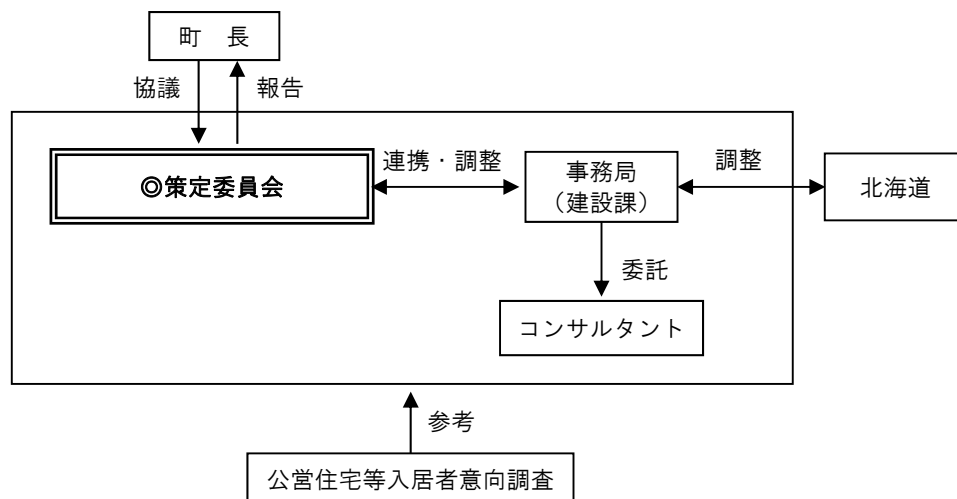 町　長
協議
報告
◎策定委員会
連携・調整
事務局
（建設課）
調整
北海道
委託
コンサルタント
参考
公営住宅等入居者意向調査